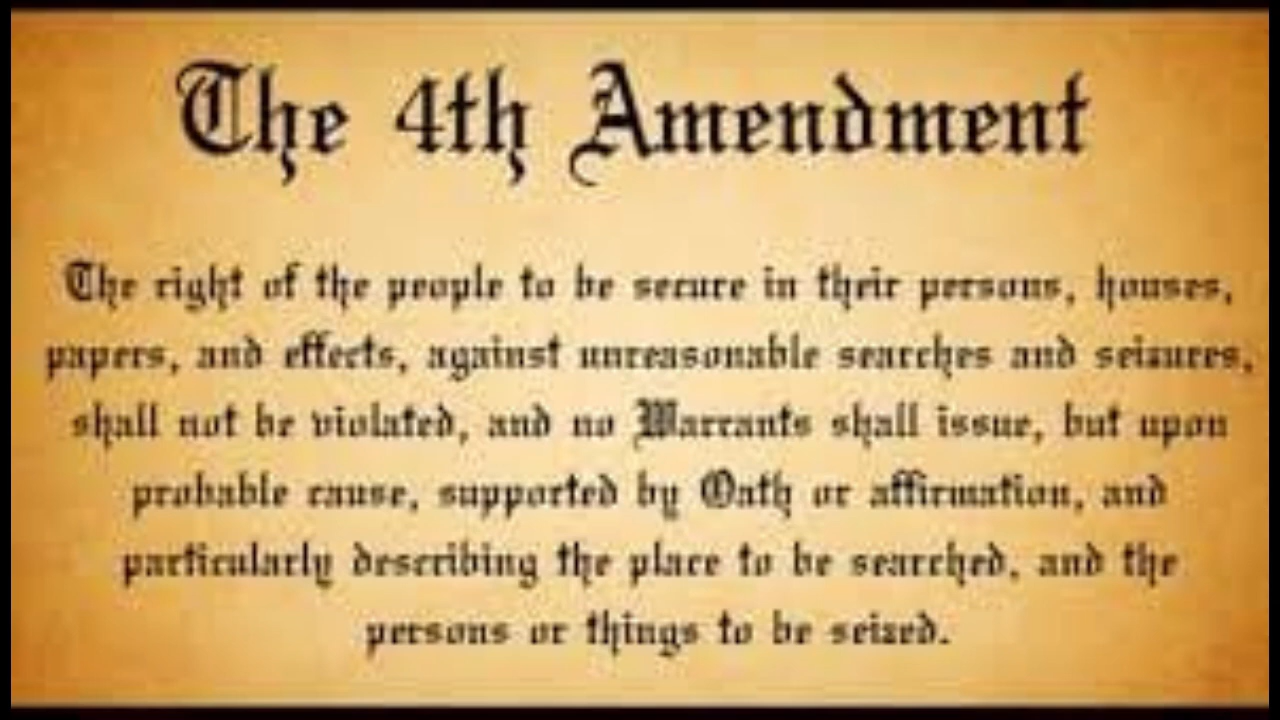 The 4th Amendment
The right of the people to be secure in their persons, houses,
papers, and effects, against unreasonable searches and seizures,
shall not be violated, and no Warrants shall issue, but upon
probable cause, supported by Oath or affirmation, and
particularly describing the place to be searched, and the
persons or things to be seized.